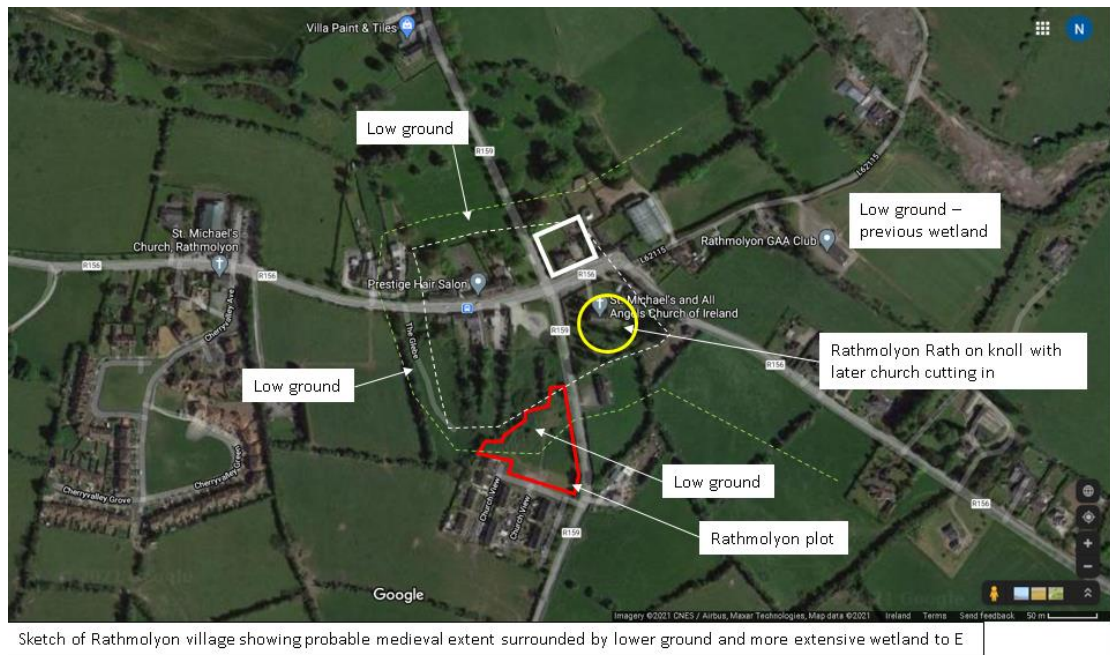 Villa Paint & Tiles
N
Low ground
R159
L62115
Low ground –
previous wetland
St. Michael's
Church, Rathmolyon
R156
R156
Cherryvalley Ave
Prestige Hair Salon
R156
L62115
Rathmolyon GAA Club
St. Michael's and All
Angels Church of Ireland
R159
The Glebe
Rathmolyon Rath on knoll with
later church cutting in
R156
Low ground
Low ground
Cherryvalley Green
Cherryvalley Grove
Church View
Church View
R156
R159
Rathmolyon plot
Google
Imagery ©2021 CNES / Airbus, Maxar Technologies, Map data ©2021 Ireland Terms Send feedback 50 m
Sketch of Rathmolyon village showing probable medieval extent surrounded by lower ground and more extensive wetland to E